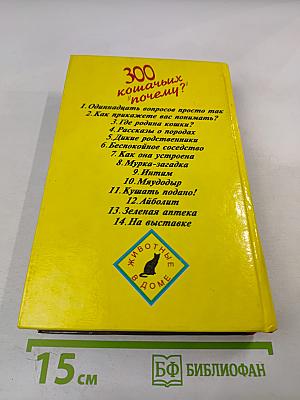 300
кошачьих
"почему?"
1. Одиннадцать вопросов просто так
2. Как прикажете вас понимать?
3. Где родина кошки?
4. Рассказы о породах
5. Дикие родственники
6. Беспокойное соседство
7. Как она устроена
8. Мурка-загадка
9. Интим
10. Мяудодыр
11. Кушать подано!
12. Айболит
13. Зеленая аптека
14. На выставке
ЖИВОТНЫЕ
В ДОМЕ
15 см
БФ БИБЛИОФАН